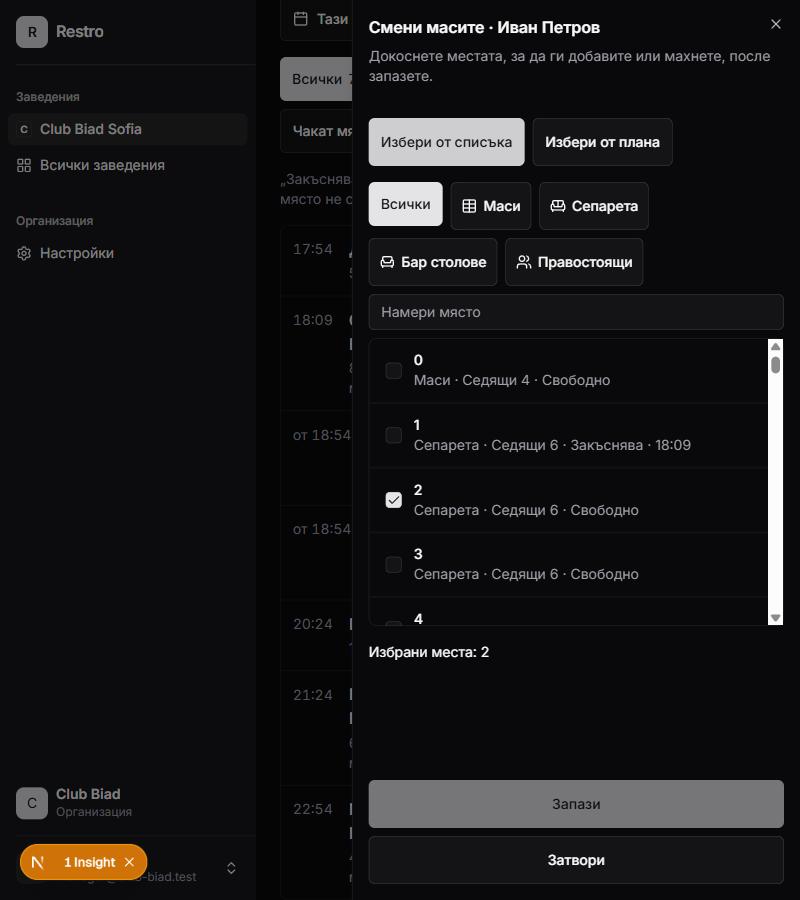 R Restro
Заведения
C Club Biad Sofia
Всички заведения
Организация
Настройки
C Club Biad
Организация
1 Insight
-biad.test
Тази
Всички 7
Чакат
17:54
18:09
от 18:54
от 18:54
20:24
21:24
22:54
Смени масите · Иван Петров
Докоснете местата, за да ги добавите или махнете, после
запазете.
Избери от списъка
Избери от плана
Всички
Маси
Сепарета
Бар столове
Правостоящи
Намери място
0
Маси · Седящи 4 · Свободно
1
Сепарета · Седящи 6 · Закъснява · 18:09
2
Сепарета · Седящи 6 · Свободно
3
Сепарета · Седящи 6 · Свободно
4
Избрани места: 2
Запази
Затвори